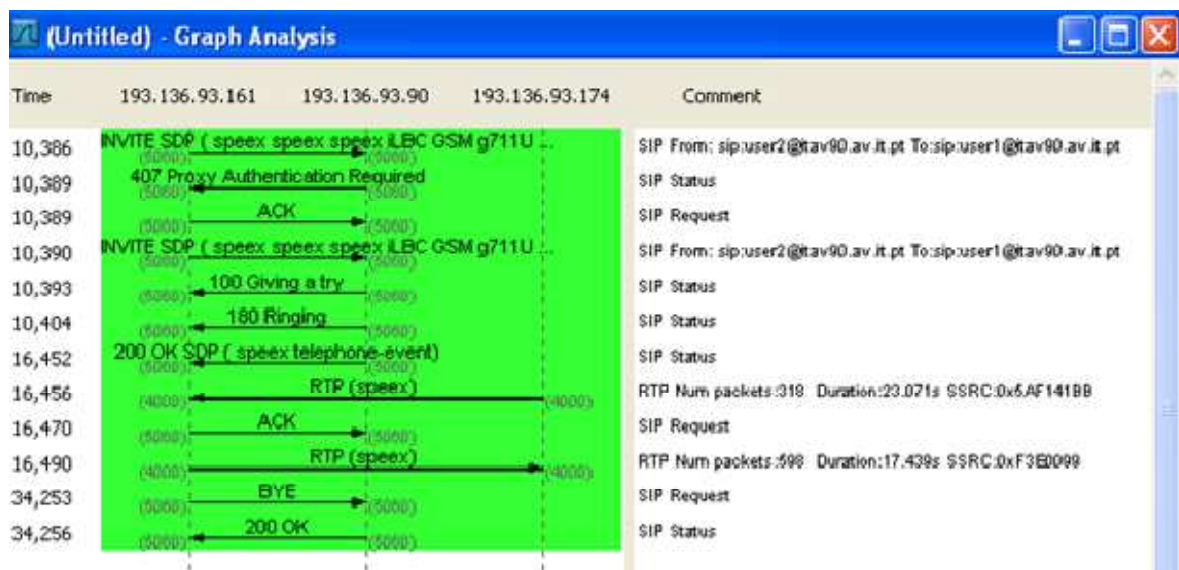 (Untitled) - Graph Analysis
Time 193.136.93.161 193.136.93.90 193.136.93.174 Comment
10,386 INVITE SDP ( speex speex speex iLBC GSM g711U ... SIP From: sip:user2@itav90.av.it.pt To:sip:user1@itav90.av.it.pt
(5060) (5060)
10,389 407 Proxy Authentication Required SIP Status
(5060) (5060)
10,389 ACK SIP Request
(5060) (5060)
10,390 INVITE SDP ( speex speex speex iLBC GSM g711U ... SIP From: sip:user2@itav90.av.it.pt To:sip:user1@itav90.av.it.pt
(5060) (5060)
10,393 100 Giving a try SIP Status
(5060) (5060)
10,404 180 Ringing SIP Status
(5060) (5060)
16,452 200 OK SDP ( speex telephone-event) SIP Status
(5060) (5060)
16,456 RTP (speex) RTP Num packets:318 Duration:23.071s
(4000) (4000)
16,470 ACK SIP Request
(5060) (5060)
16,490 RTP (speex) RTP Num packets:598 Duration:17.439s
(4000) (4000)
34,253 BYE SIP Request
(5060) (5060)
34,256 200 OK SIP Status
(5060) (5060)